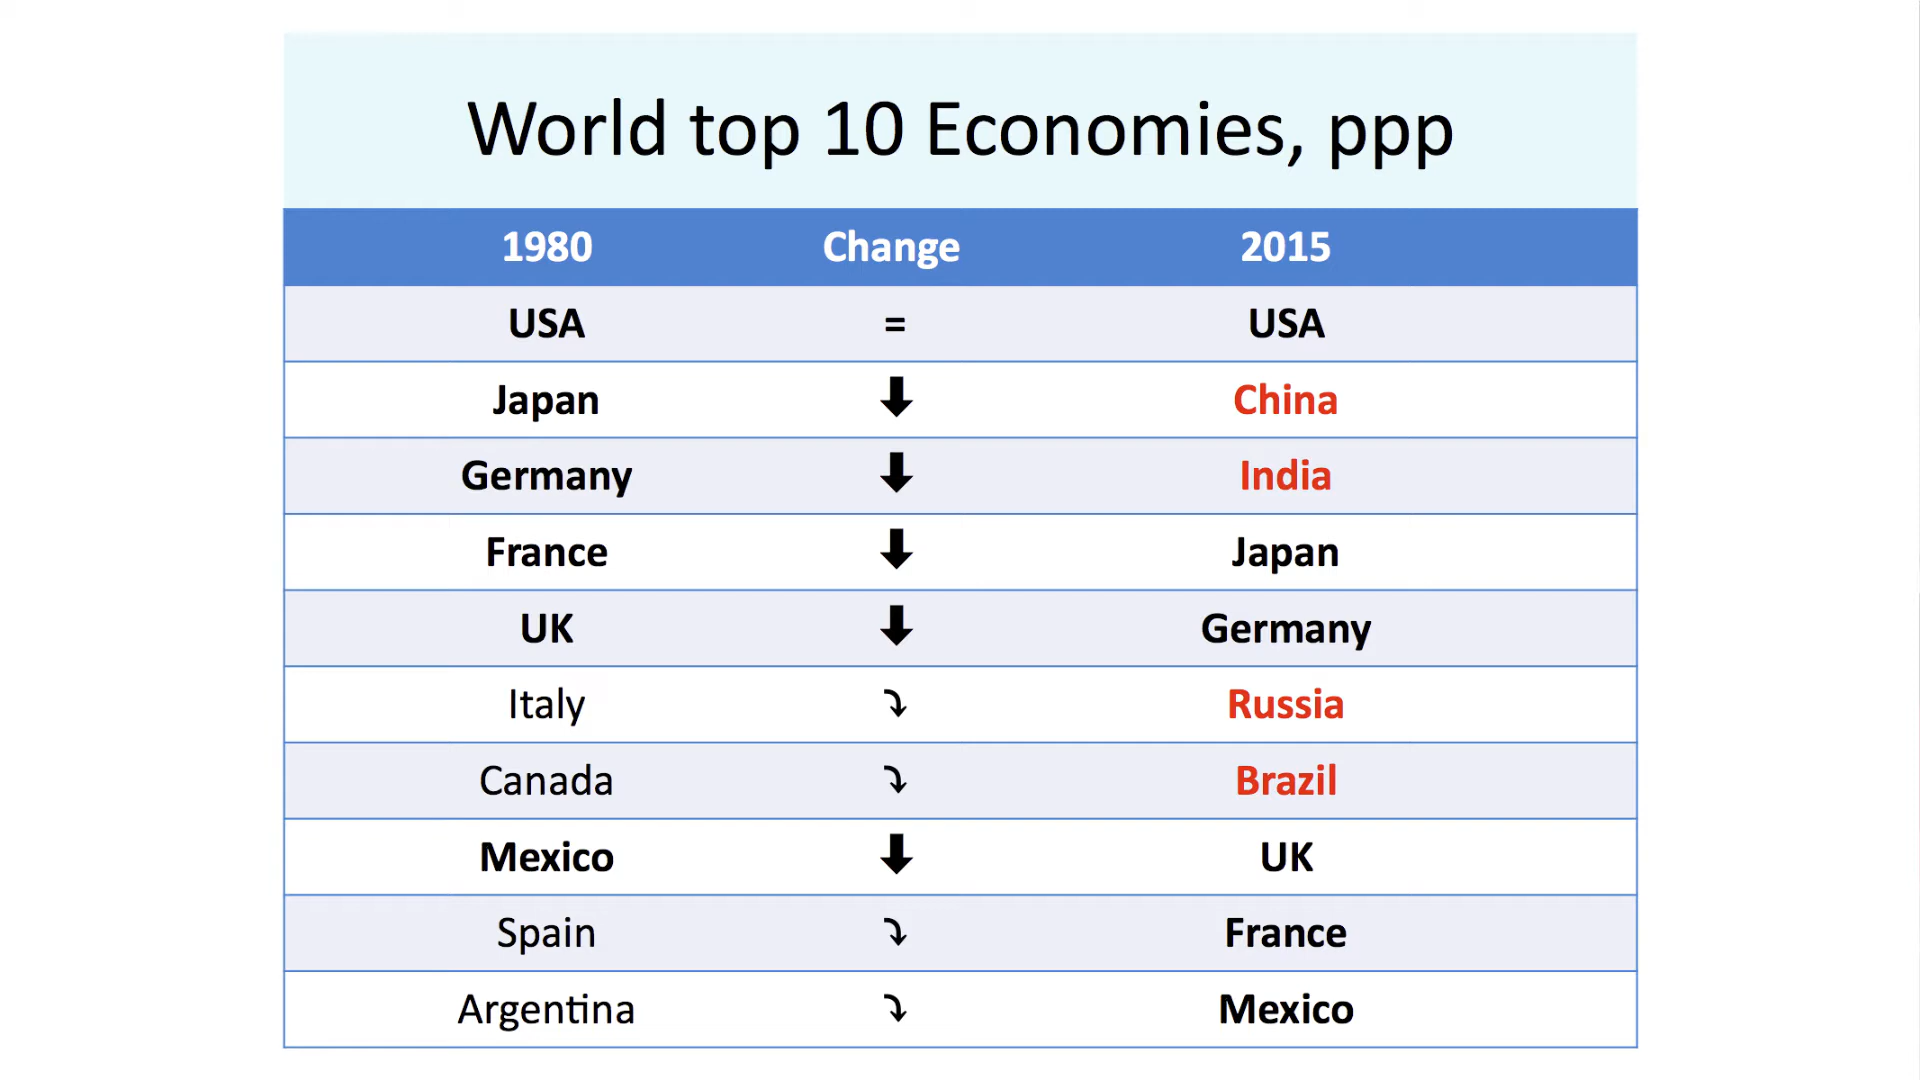 World top 10 Economies, ppp
1980 Change 2015
USA = USA
Japan ⬇ China
Germany ⬇ India
France ⬇ Japan
UK ⬇ Germany
Italy ⤵ Russia
Canada ⤵ Brazil
Mexico ⬇ UK
Spain ⤵ France
Argentina ⤵ Mexico